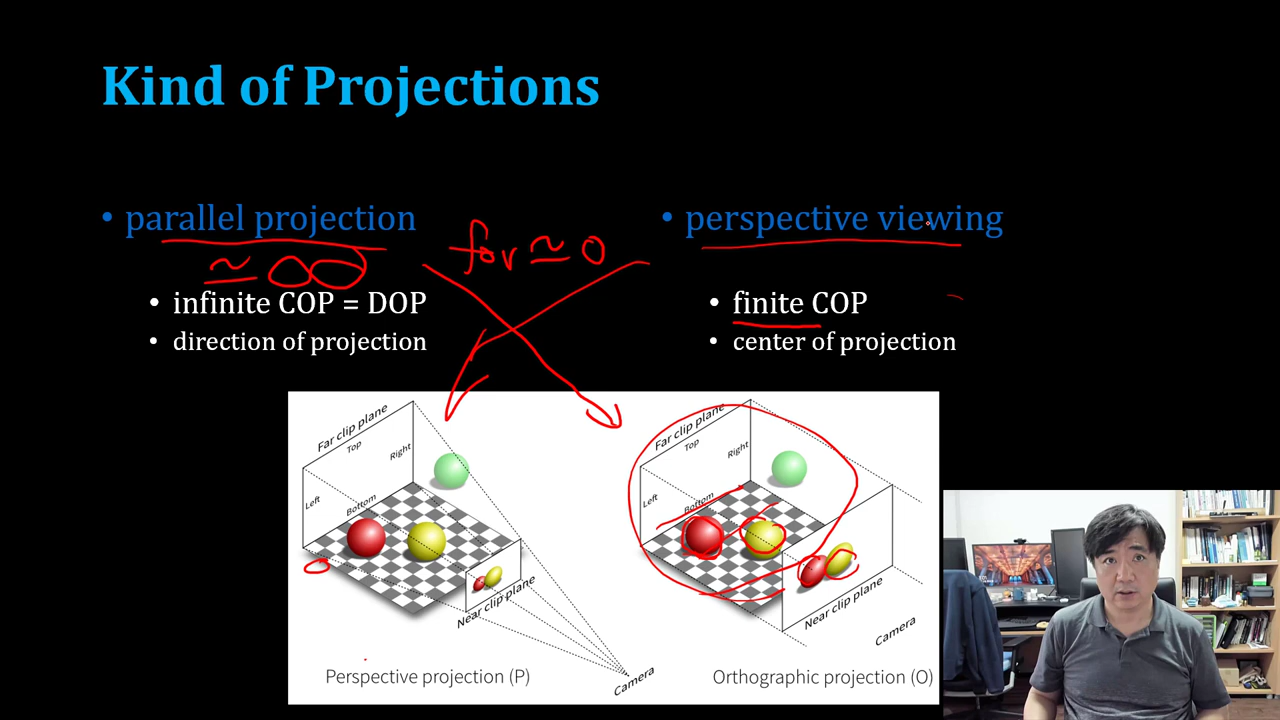 Kind of Projections
• parallel projection
≃ ∞
• infinite COP = DOP
• direction of projection
for ≃ 0
• perspective viewing
• finite COP
• center of projection
Far clip plane
Top
Right
Left
Bottom
Near clip plane
Camera
Perspective projection (P)
Far clip plane
Top
Right
Left
Bottom
Near clip plane
Camera
Orthographic projection (O)